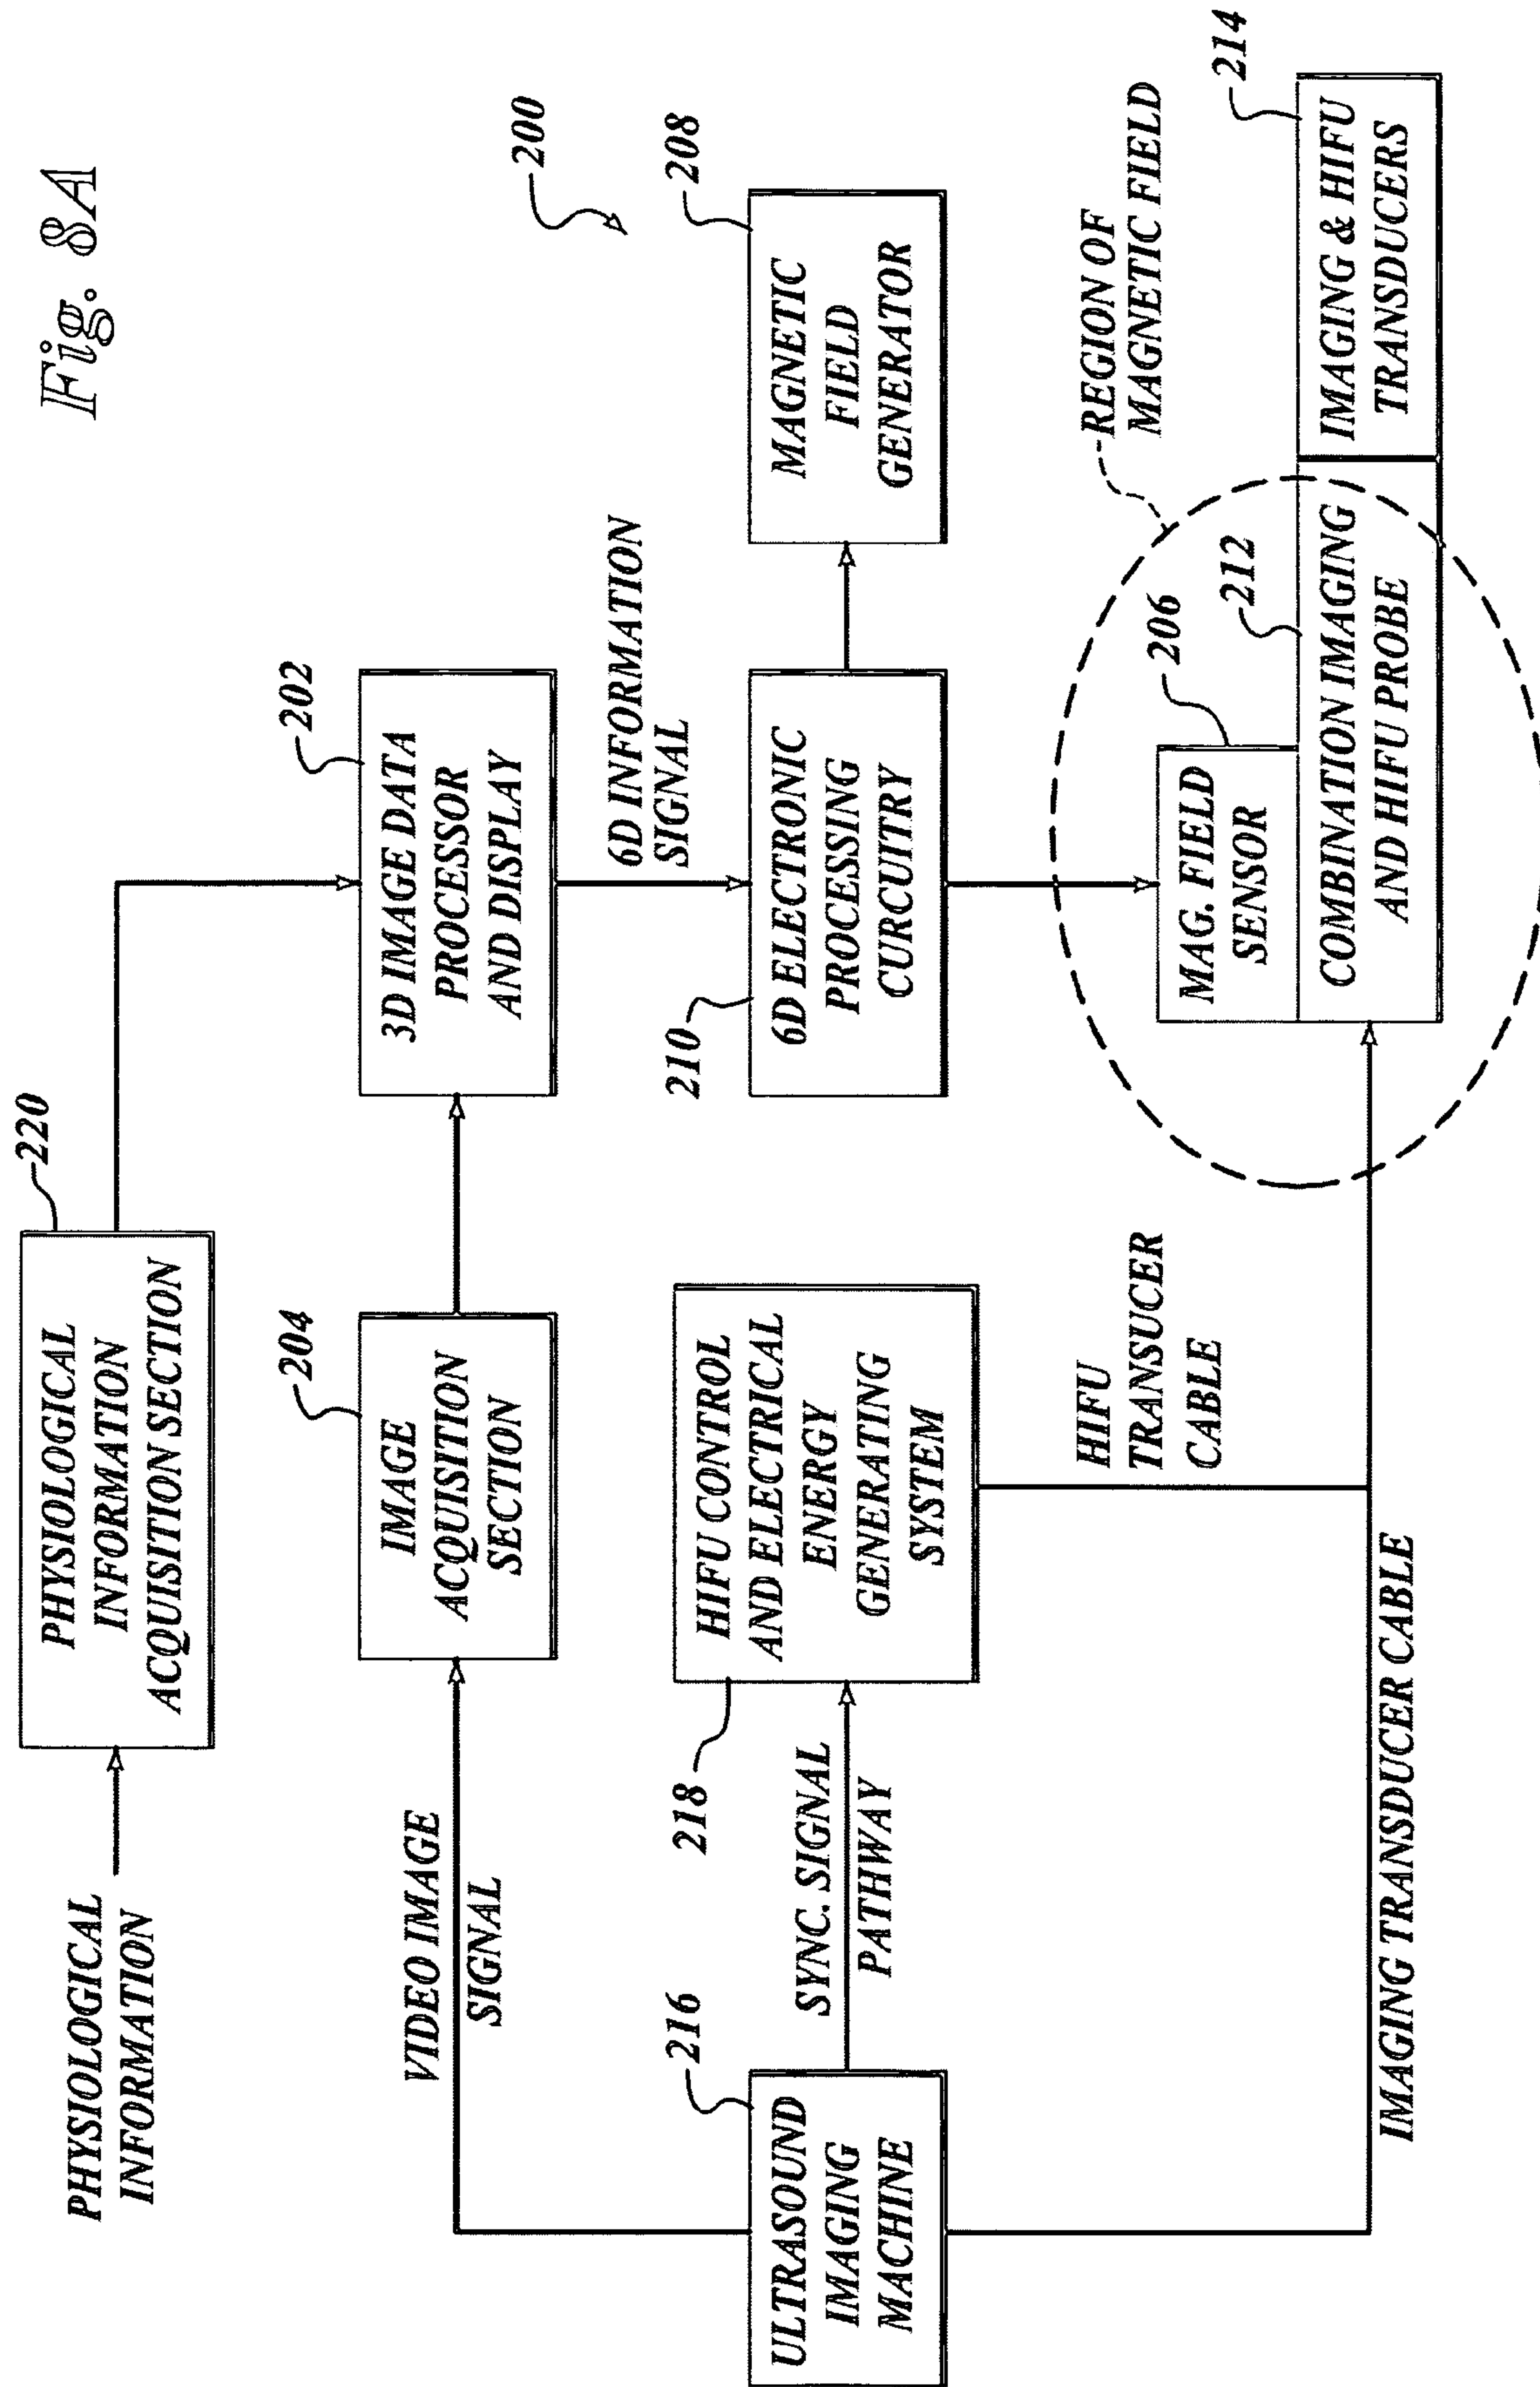 Fig. 8A
PHYSIOLOGICAL
INFORMATION
PHYSIOLOGICAL
INFORMATION
ACQUISITION SECTION
220
VIDEO IMAGE
SIGNAL
IMAGE
ACQUISITION
SECTION
204
3D IMAGE DATA
PROCESSOR
AND DISPLAY
202
200
6D INFORMATION
SIGNAL
ULTRASOUND
IMAGING
MACHINE
216
SYNC. SIGNAL
PATHWAY
218
HIFU CONTROL
AND ELECTRICAL
ENERGY
GENERATING
SYSTEM
210
6D ELECTRONIC
PROCESSING
CURCUITRY
MAGNETIC
FIELD
GENERATOR
208
HIFU
TRANSUCER
CABLE
REGION OF
MAGNETIC FIELD
MAG. FIELD
SENSOR
206
212
COMBINATION IMAGING
AND HIFU PROBE
IMAGING & HIFU
TRANSDUCERS
214
IMAGING TRANSDUCER CABLE